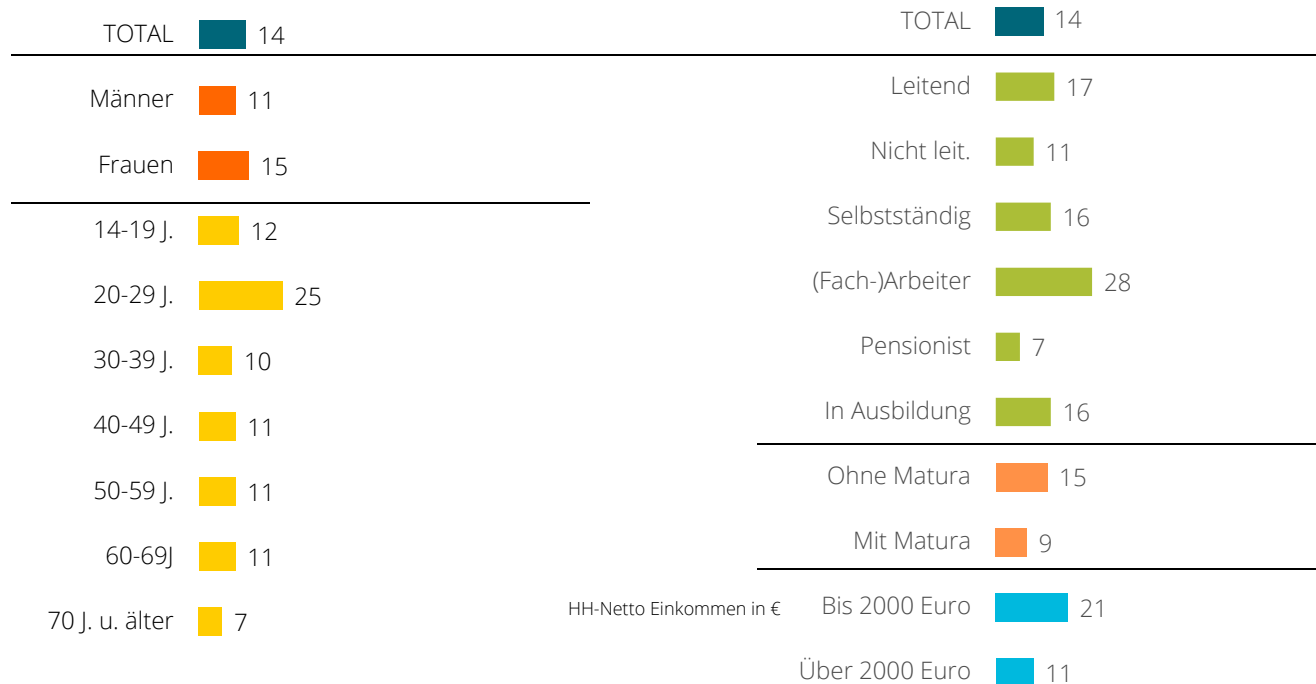 TOTAL 14
Männer 11
Frauen 15
14-19 J. 12
20-29 J. 25
30-39 J. 10
40-49 J. 11
50-59 J. 11
60-69J 11
70 J. u. älter 7
TOTAL 14
Leitend 17
Nicht leit. 11
Selbstständig 16
(Fach-)Arbeiter 28
Pensionist 7
In Ausbildung 16
Ohne Matura 15
Mit Matura 9
HH-Netto Einkommen in € Bis 2000 Euro 21
Über 2000 Euro 11